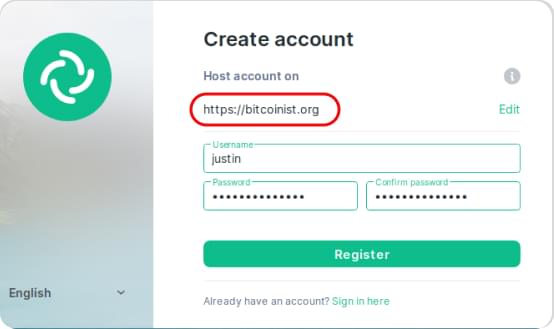 Create account
Host account on
https://bitcoinist.org Edit
Username
justin
Password Confirm password
•••••••••••••• ••••••••••••••
Register
English
Already have an account? Sign in here